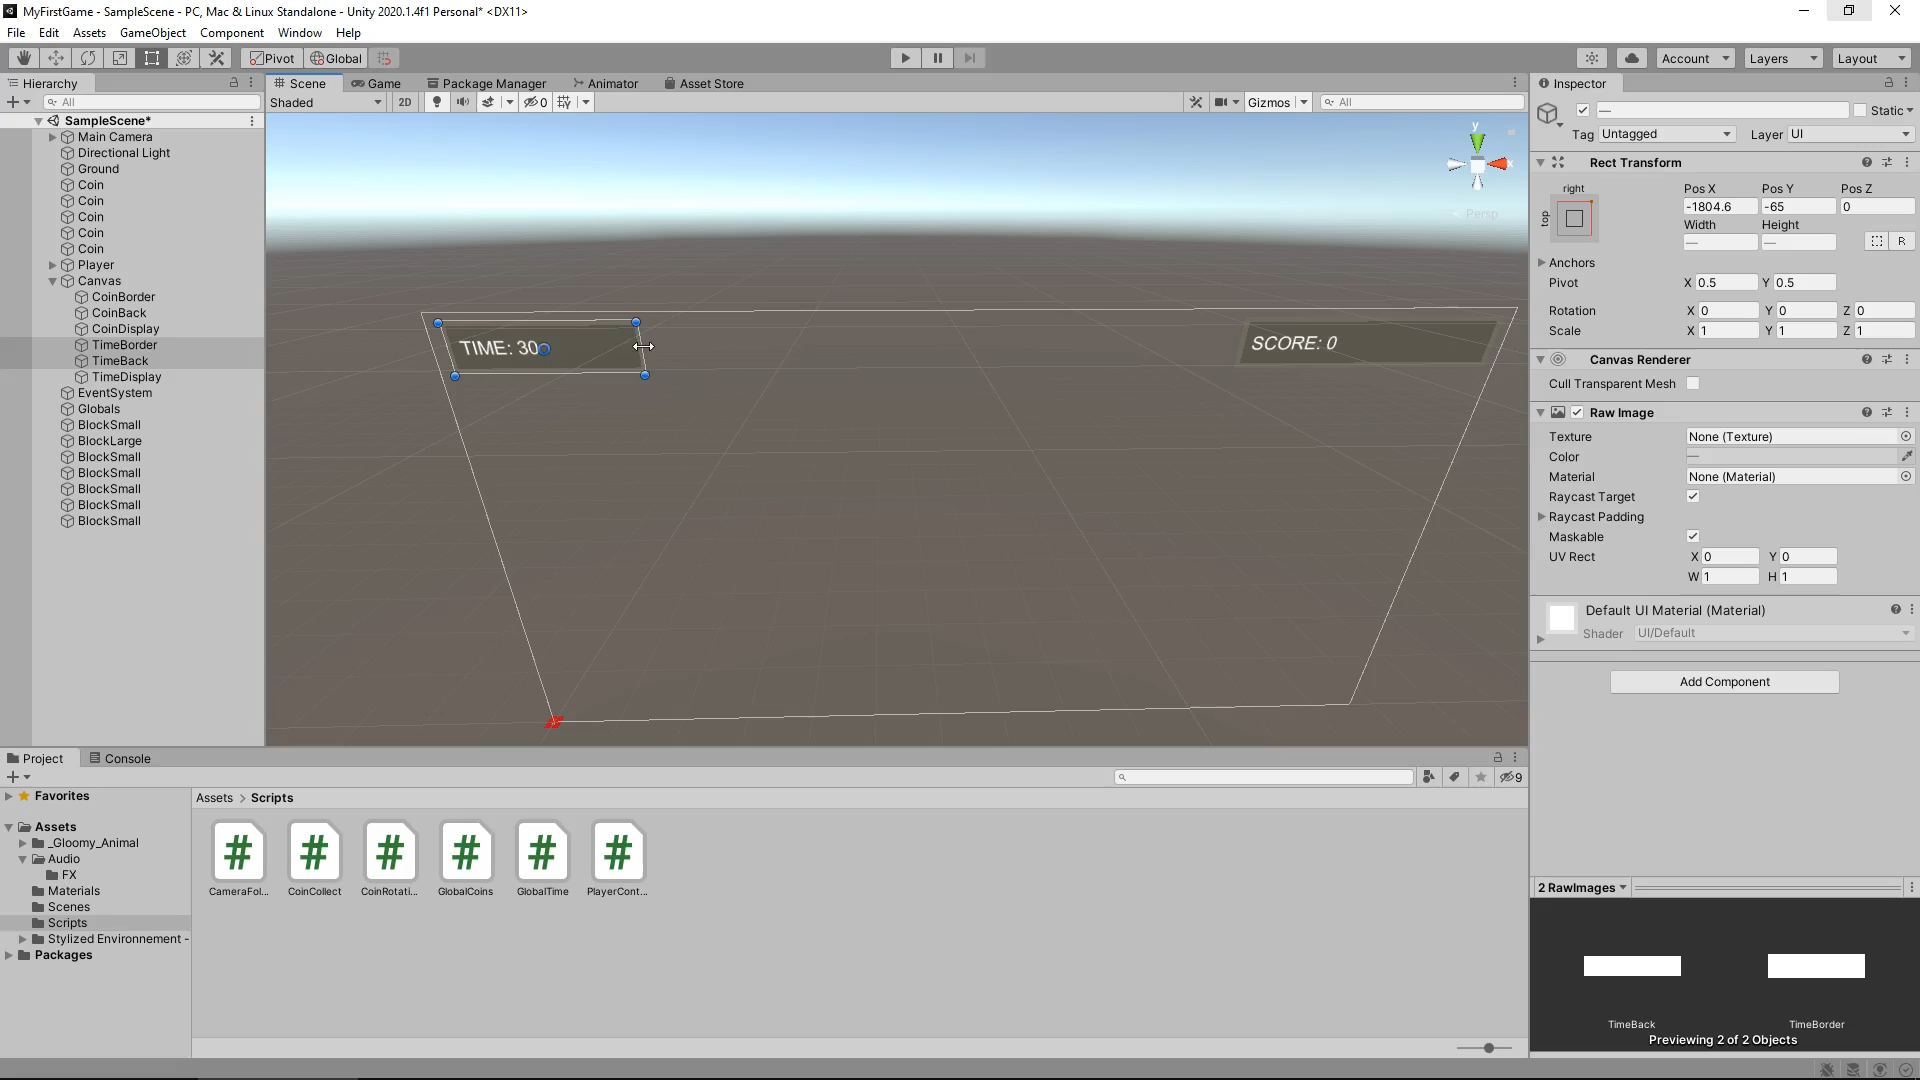 MyFirstGame - SampleScene - PC, Mac & Linux Standalone - Unity 2020.1.4f1 Personal* <DX11>
File Edit Assets GameObject Component Window Help
Pivot Global Account Layers Layout
Hierarchy
All
SampleScene*
Main Camera
Directional Light
Ground
Coin
Coin
Coin
Coin
Coin
Player
Canvas
CoinBorder
CoinBack
CoinDisplay
TimeBorder
TimeBack
TimeDisplay
EventSystem
Globals
BlockSmall
BlockLarge
BlockSmall
BlockSmall
BlockSmall
BlockSmall
BlockSmall
Scene Game Package Manager Animator Asset Store
Shaded 2D 0 Gizmos All
y
x
< Persp
TIME: 30
SCORE: 0
Inspector
— Static
Tag Untagged Layer UI
Rect Transform
right
top
Pos X Pos Y Pos Z
-1804.6 -65 0
Width Height
— —
R
Anchors
Pivot X 0.5 Y 0.5
Rotation X 0 Y 0 Z 0
Scale X 1 Y 1 Z 1
Canvas Renderer
Cull Transparent Mesh
Raw Image
Texture None (Texture)
Color —
Material None (Material)
Raycast Target
Raycast Padding
Maskable
UV Rect X 0 Y 0
W 1 H 1
Default UI Material (Material)
Shader UI/Default
Add Component
2 RawImages
TimeBack TimeBorder
Previewing 2 of 2 Objects
Project Console
9
Favorites
Assets
_Gloomy_Animal
Audio
FX
Materials
Scenes
Scripts
Stylized Environnement -
Packages
Assets > Scripts
CameraFol... CoinCollect CoinRotati... GlobalCoins GlobalTime PlayerCont...